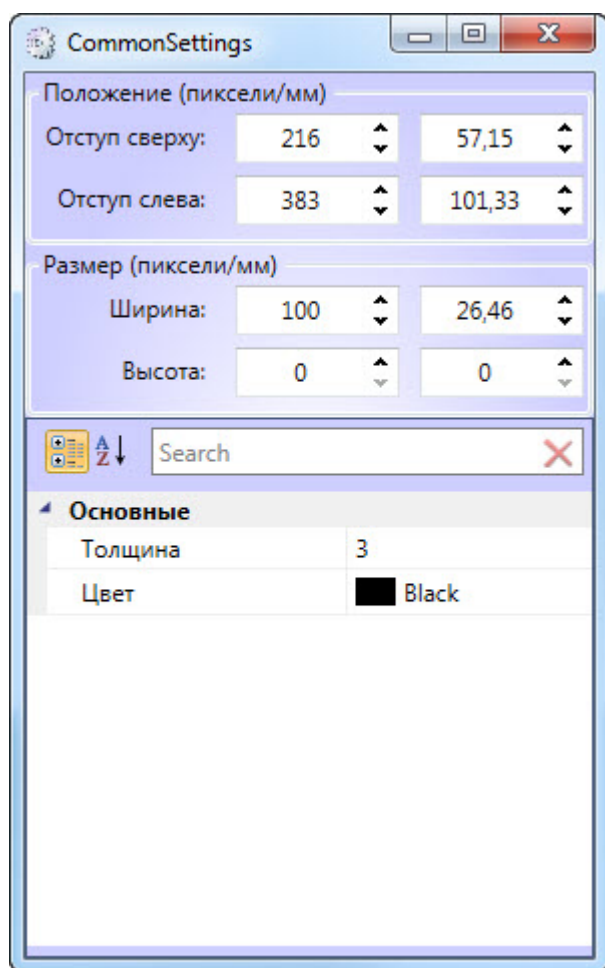 CommonSettings
Положение (пиксели/мм)
Отступ сверху: 216 57,15
Отступ слева: 383 101,33
Размер (пиксели/мм)
Ширина: 100 26,46
Высота: 0 0
A Z Search
Основные
Толщина 3
Цвет Black